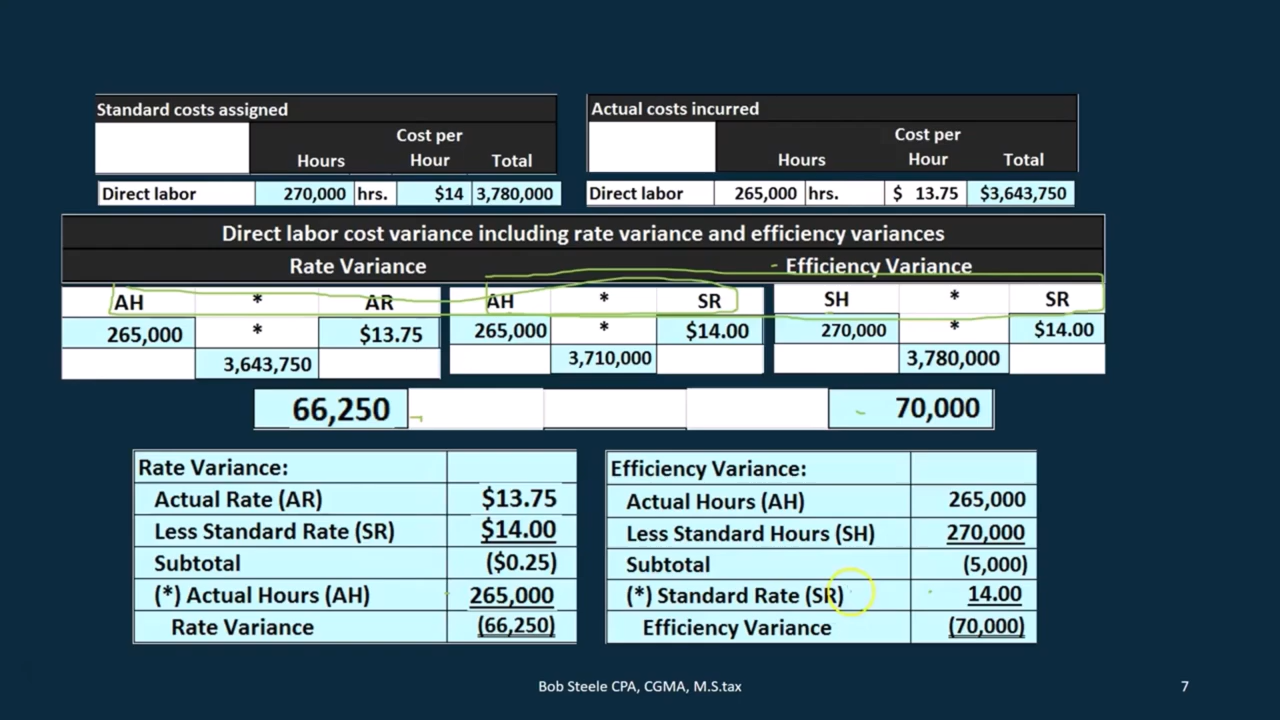 Standard costs assigned
Hours Cost per Hour Total
Direct labor 270,000 hrs. $14 3,780,000
Actual costs incurred
Hours Cost per Hour Total
Direct labor 265,000 hrs. $ 13.75 $3,643,750
Direct labor cost variance including rate variance and efficiency variances
Rate Variance Efficiency Variance
AH * AR AH * SR SH * SR
265,000 * $13.75 265,000 * $14.00 270,000 * $14.00
3,643,750 3,710,000 3,780,000
66,250 70,000
Rate Variance:
Actual Rate (AR) $13.75
Less Standard Rate (SR) $14.00
Subtotal ($0.25)
(*) Actual Hours (AH) 265,000
Rate Variance (66,250)
Efficiency Variance:
Actual Hours (AH) 265,000
Less Standard Hours (SH) 270,000
Subtotal (5,000)
(*) Standard Rate (SR) 14.00
Efficiency Variance (70,000)
Bob Steele CPA, CGMA, M.S.tax 7